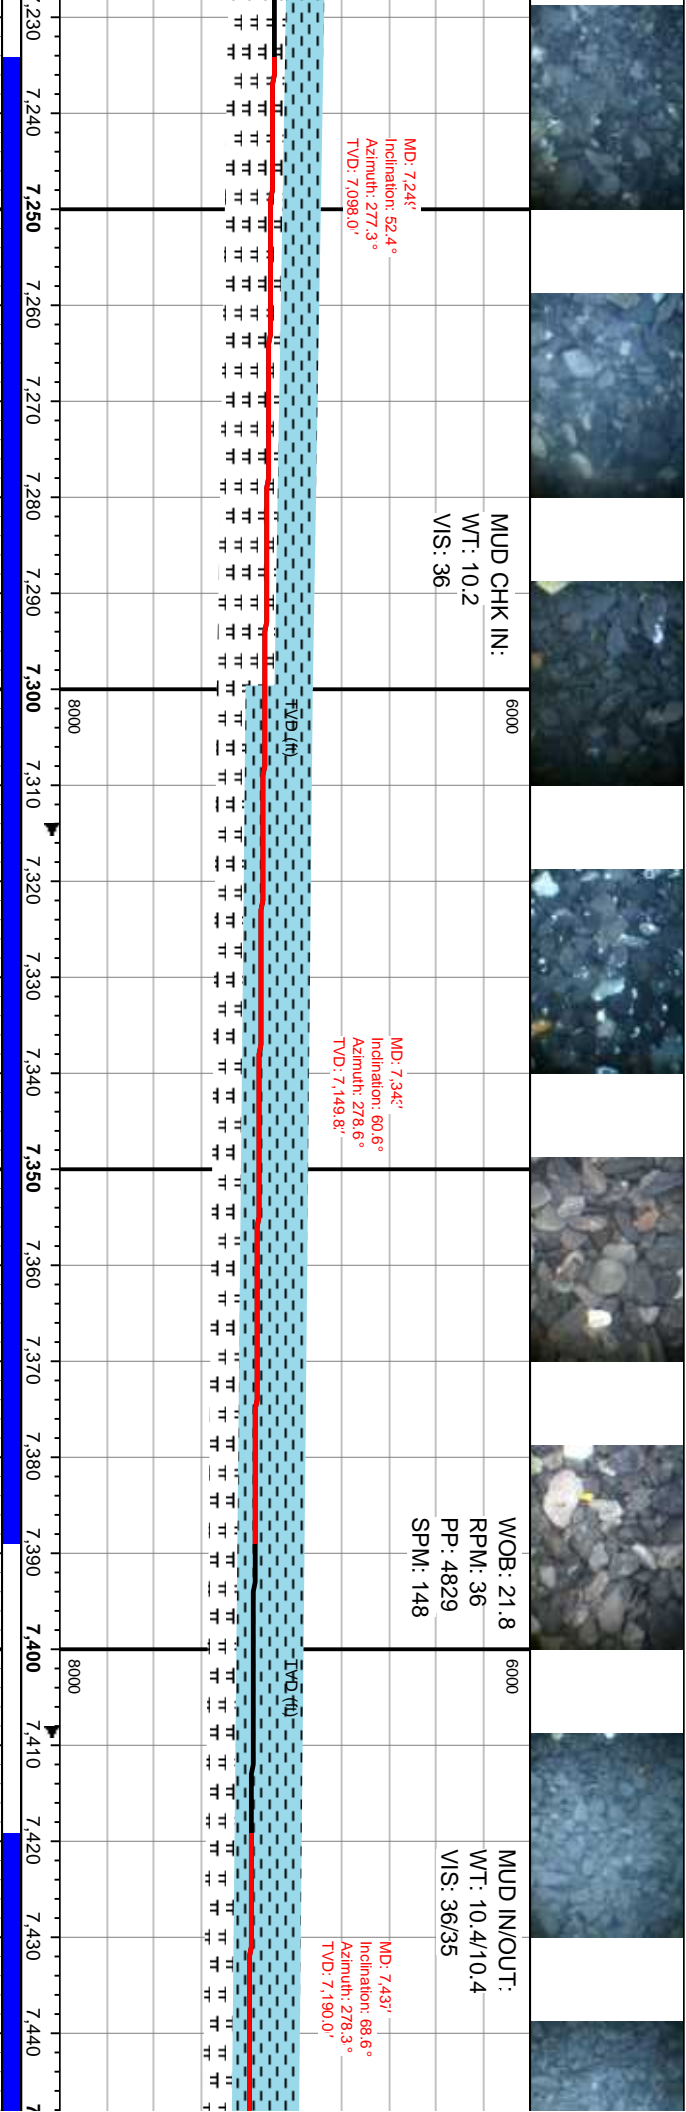 7,230
7,240
7,250
7,260
7,270
7,280
7,290
7,300
7,310
7,320
7,330
7,340
7,350
7,360
7,370
7,380
7,390
7,400
7,410
7,420
7,430
7,440
MD: 7,249'
Inclination: 52.4°
Azimuth: 277.3°
TVD: 7,098.0'
MUD CHK IN:
WT: 10.2
VIS: 36
6000
TVD (ft)
8000
MD: 7,343'
Inclination: 60.6°
Azimuth: 278.6°
TVD: 7,149.8'
WOB: 21.8
RPM: 36
PP: 4829
SPM: 148
6000
TVD (ft)
8000
MUD IN/OUT:
WT: 10.4/10.4
VIS: 36/35
MD: 7,437'
Inclination: 68.6°
Azimuth: 278.3°
TVD: 7,190.0'